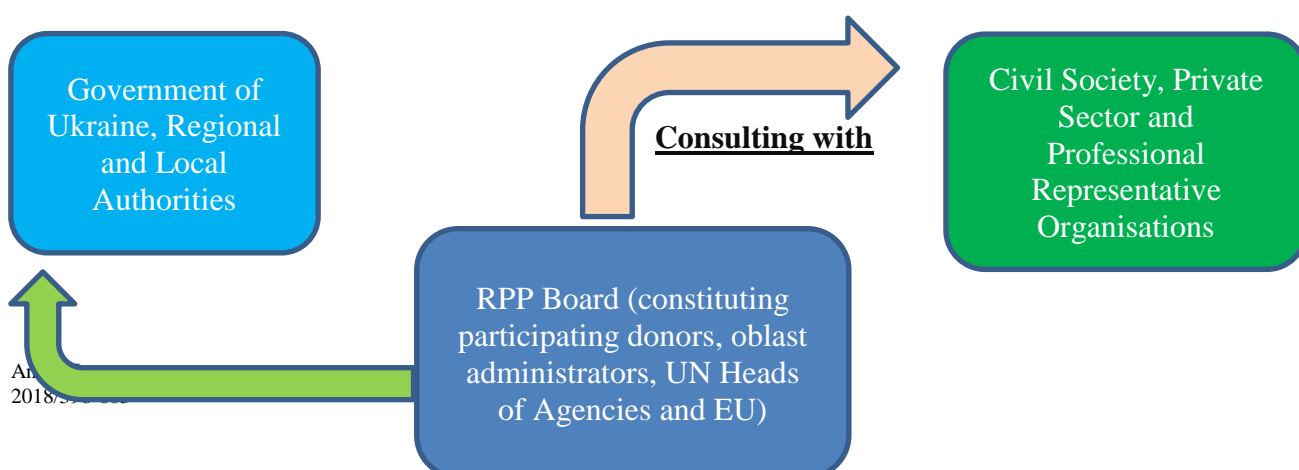 Government of
Ukraine, Regional
and Local
Authorities
Consulting with
Civil Society, Private
Sector and
Professional
Representative
Organisations
RPP Board (constituting
participating donors, oblast
administrators, UN Heads
of Agencies and EU)